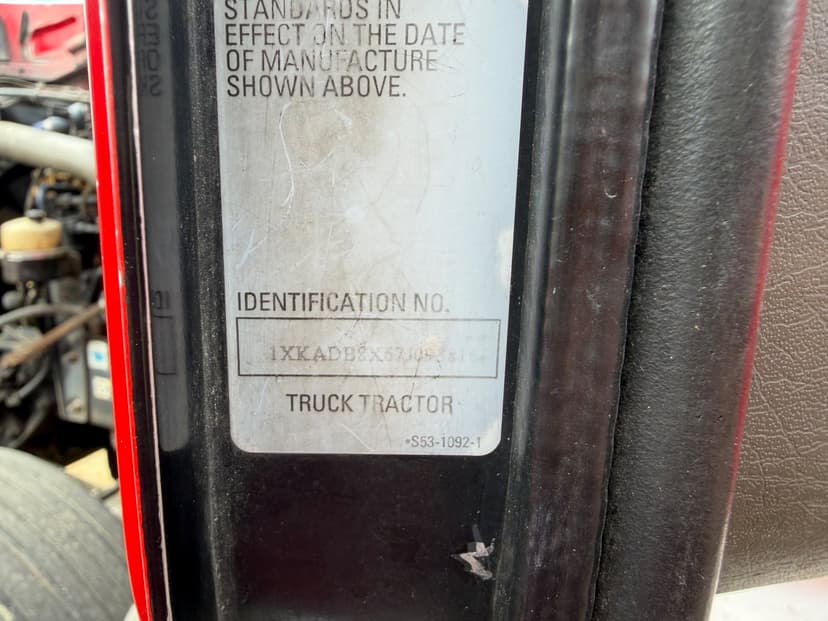 STANDARDS IN
EFFECT ON THE DATE
OF MANUFACTURE
SHOWN ABOVE.
IDENTIFICATION NO.
TRUCK TRACTOR
*S53-1092-1